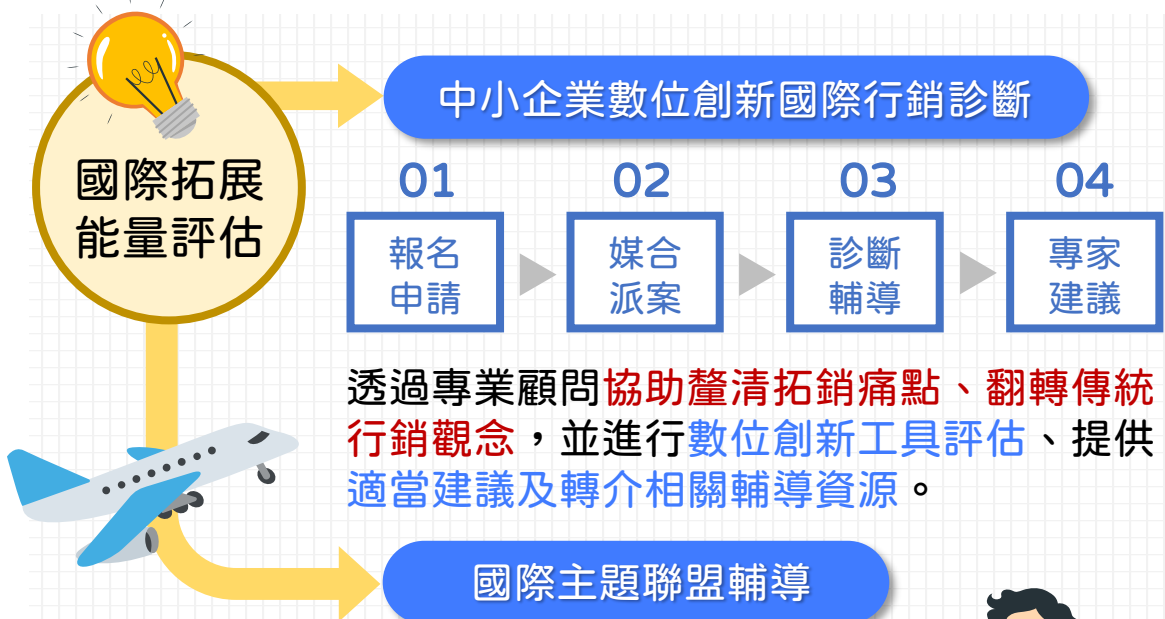 國際拓展
能量評估
中小企業數位創新國際行銷診斷
01
報名
申請
02
媒合
派案
03
診斷
輔導
04
專家
建議
透過專業顧問協助釐清拓銷痛點、翻轉傳統
行銷觀念，並進行數位創新工具評估、提供
適當建議及轉介相關輔導資源。
國際主題聯盟輔導